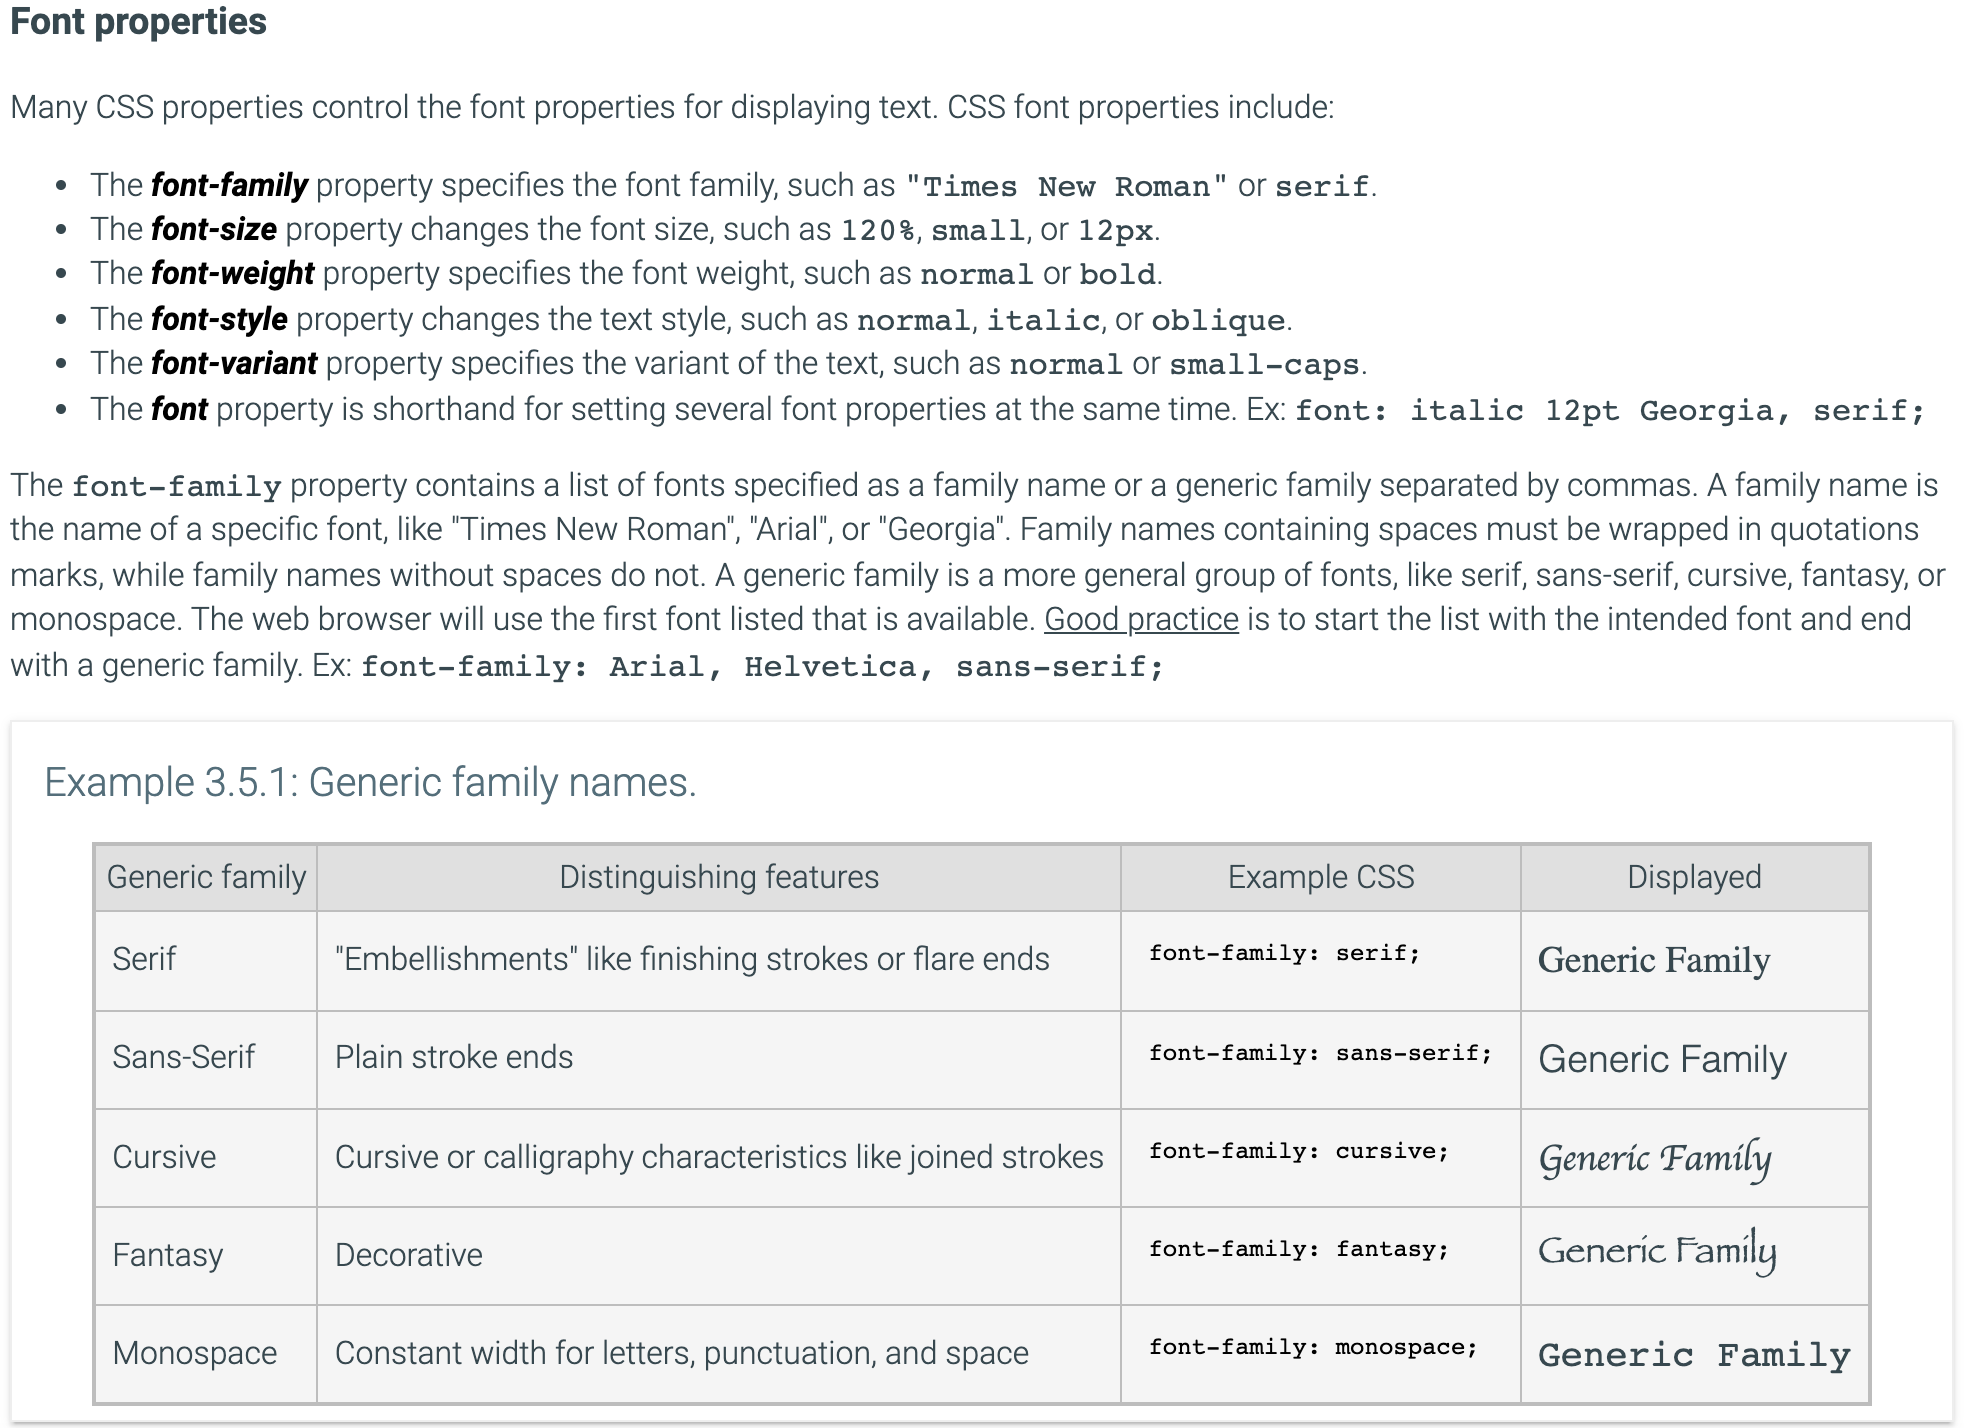 Font properties
Many CSS properties control the font properties for displaying text. CSS font properties include:
• The font-family property specifies the font family, such as "Times New Roman" or serif.
• The font-size property changes the font size, such as 120%, small, or 12px.
• The font-weight property specifies the font weight, such as normal or bold.
• The font-style property changes the text style, such as normal, italic, or oblique.
• The font-variant property specifies the variant of the text, such as normal or small-caps.
• The font property is shorthand for setting several font properties at the same time. Ex: font: italic 12pt Georgia, serif;
The font-family property contains a list of fonts specified as a family name or a generic family separated by commas. A family name is
the name of a specific font, like "Times New Roman", "Arial", or "Georgia". Family names containing spaces must be wrapped in quotations
marks, while family names without spaces do not. A generic family is a more general group of fonts, like serif, sans-serif, cursive, fantasy, or
monospace. The web browser will use the first font listed that is available. Good practice is to start the list with the intended font and end
with a generic family. Ex: font-family: Arial, Helvetica, sans-serif;
Example 3.5.1: Generic family names.
Generic family Distinguishing features Example CSS Displayed
Serif "Embellishments" like finishing strokes or flare ends font-family: serif; Generic Family
Sans-Serif Plain stroke ends font-family: sans-serif; Generic Family
Cursive Cursive or calligraphy characteristics like joined strokes font-family: cursive; Generic Family
Fantasy Decorative font-family: fantasy; Generic Family
Monospace Constant width for letters, punctuation, and space font-family: monospace; Generic Family